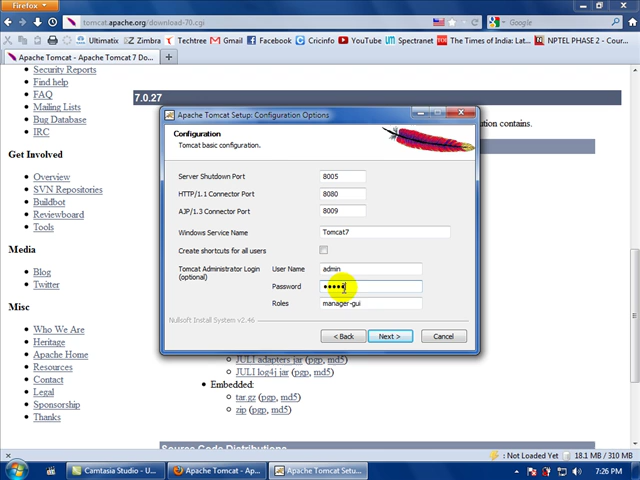 Firefox
tomcat.apache.org/download-70.cgi
Google
Ultimatix
Zimbra
Techtree
Gmail
Facebook
Cricinfo
YouTube
Spectranet
The Times of India: Lat...
NPTEL PHASE 2 - Cour...
Apache Tomcat - Apache Tomcat 7 Do...
Security Reports
Find help
FAQ
Mailing Lists
Bug Database
IRC
Get Involved
Overview
SVN Repositories
Buildbot
Reviewboard
Tools
Media
Blog
Twitter
Misc
Who We Are
Heritage
Apache Home
Resources
Contact
Legal
Sponsorship
Thanks
7.0.27
ution contains.
Apache Tomcat Setup: Configuration Options
Configuration
Tomcat basic configuration.
Server Shutdown Port 8005
HTTP/1.1 Connector Port 8080
AJP/1.3 Connector Port 8009
Windows Service Name Tomcat7
Create shortcuts for all users
Tomcat Administrator Login User Name admin
(optional)
Password •••••
Roles manager-gui
Nullsoft Install System v2.46
< Back Next > Cancel
JULI adapters jar (pgp, md5)
JULI log4j jar (pgp, md5)
Embedded:
tar.gz (pgp, md5)
zip (pgp, md5)
Source Code Distributions
: Not Loaded Yet
18.1 MB / 310 MB
Camtasia Studio - U...
Apache Tomcat - Ap...
Apache Tomcat Setu...
7:26 PM